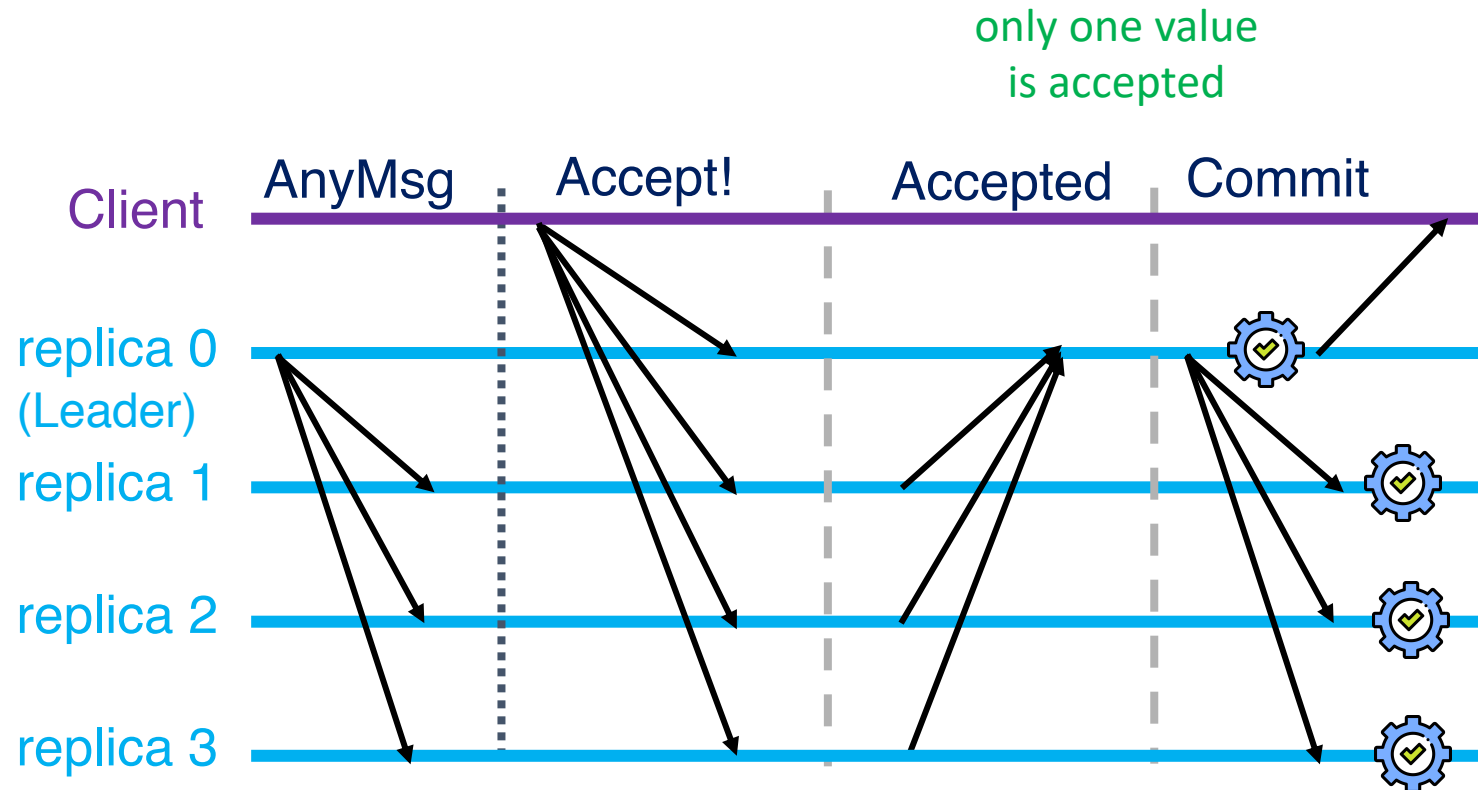 only one value
is accepted
AnyMsg
Accept!
Accepted
Commit
Client
replica 0
(Leader)
replica 1
replica 2
replica 3